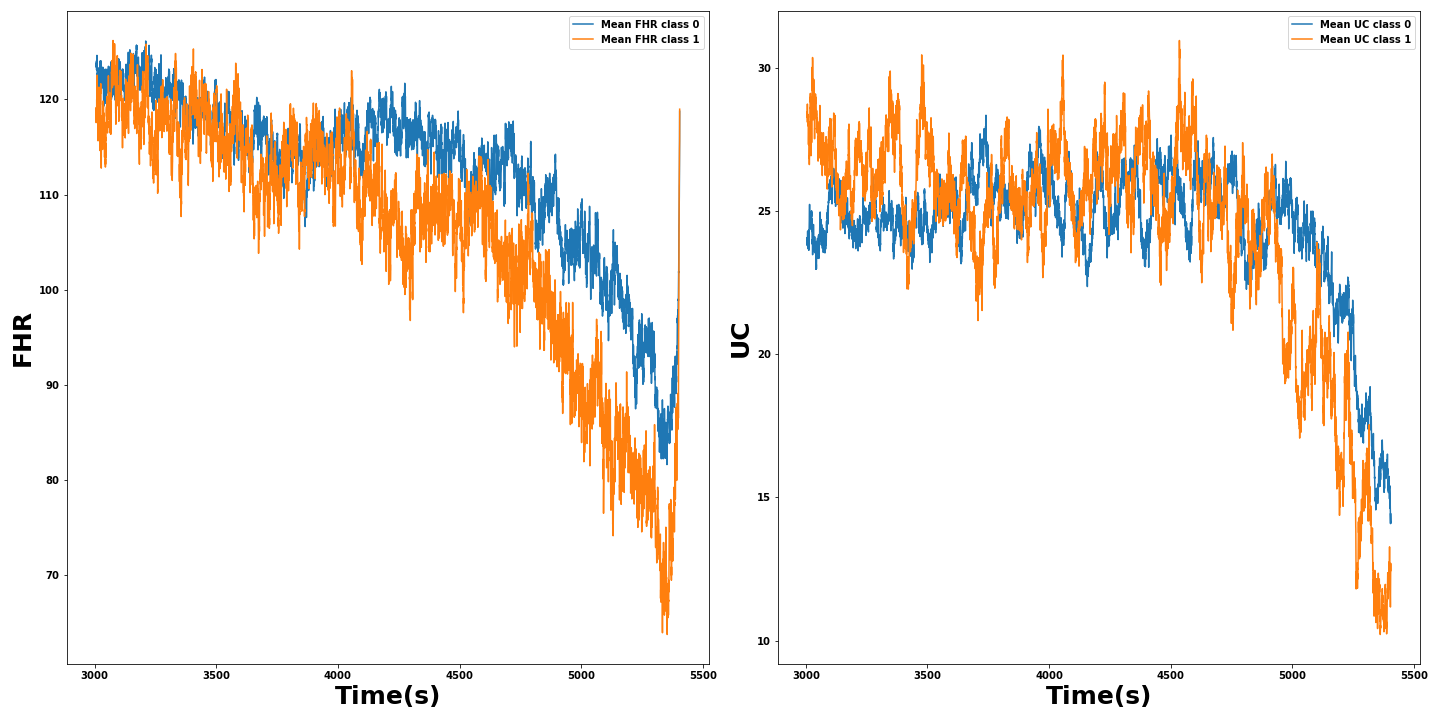 Mean FHR class 0
Mean FHR class 1
120
110
100
90
80
70
FHR
3000 3500 4000 4500 5000 5500
Time(s)
Mean UC class 0
Mean UC class 1
30
25
20
15
10
UC
3000 3500 4000 4500 5000 5500
Time(s)